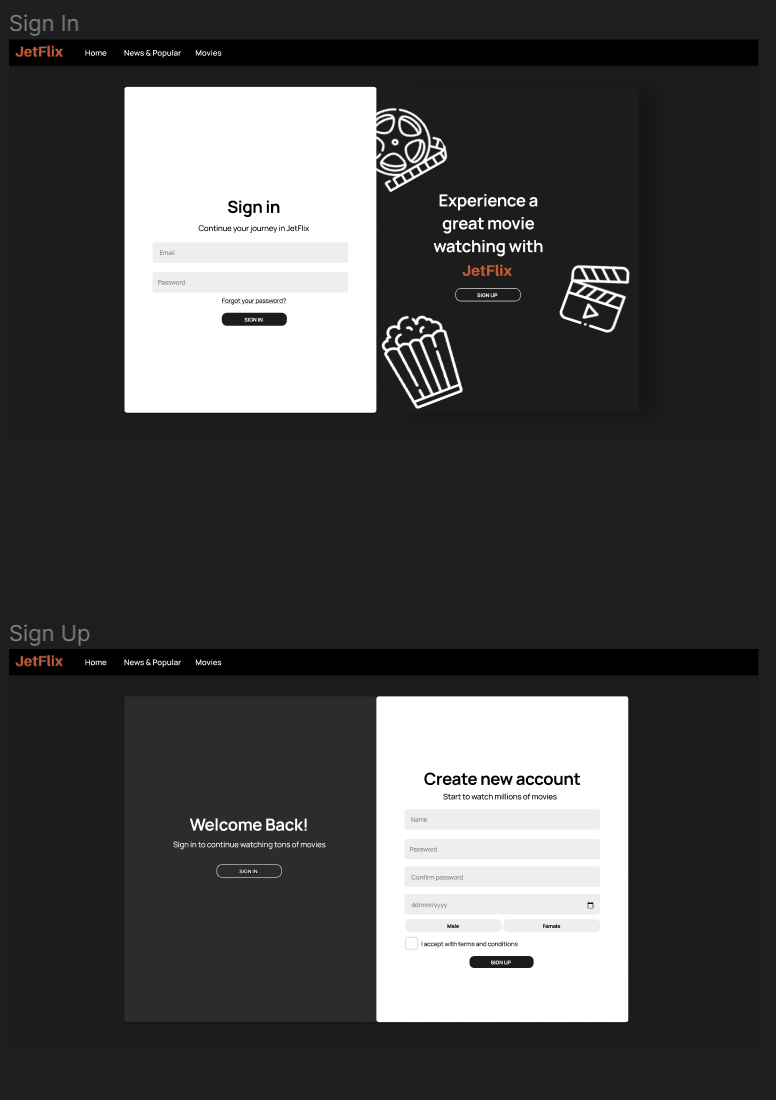 Sign In
JetFlix Home News & Popular Movies
Sign in
Continue your journey in JetFlix
Email
Password
Forgot your password?
SIGN IN
Experience a
great movie
watching with
JetFlix
SIGN UP
Sign Up
JetFlix Home News & Popular Movies
Welcome Back!
Sign in to continue watching tons of movies
SIGN IN
Create new account
Start to watch millions of movies
Name
Password
Confirm password
dd/mm/yyyy
Male Female
I accept with terms and conditions
SIGN UP